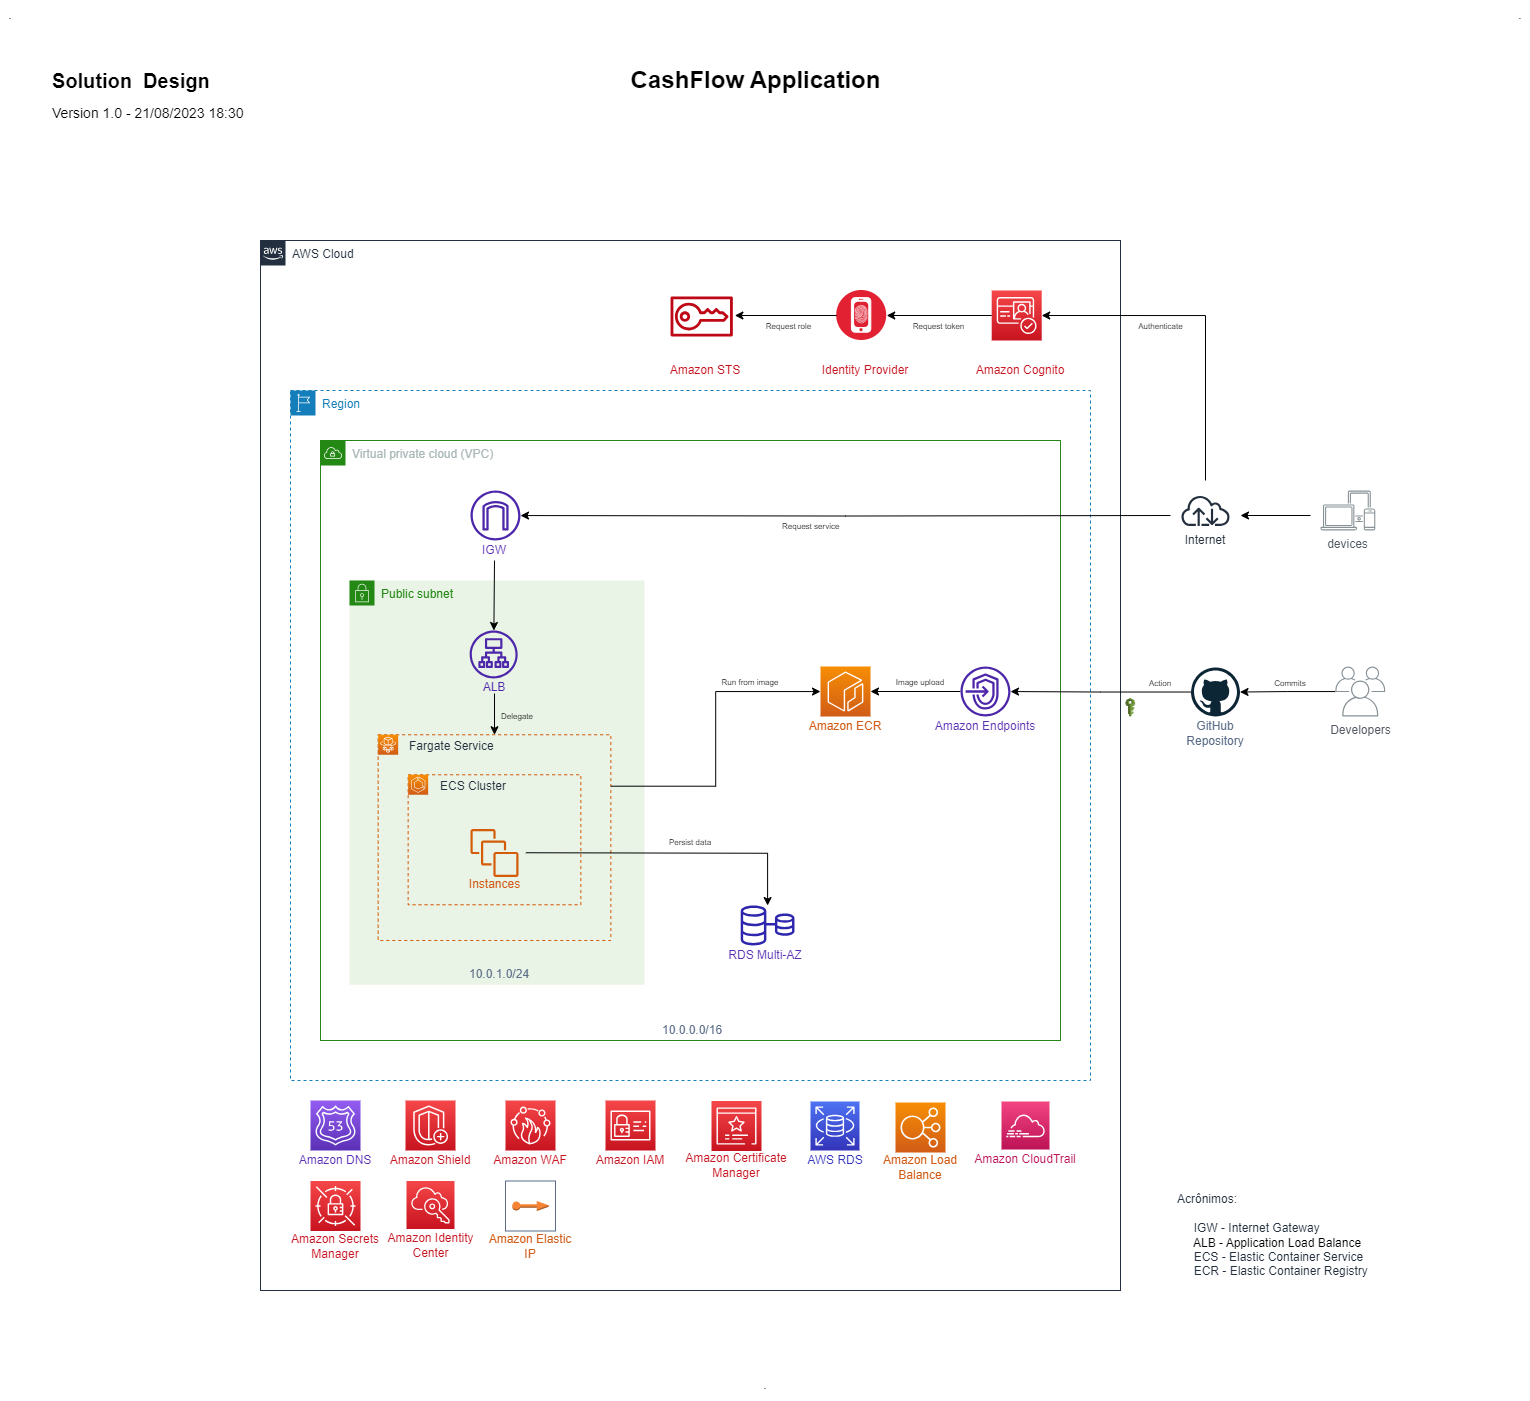 Solution  Design
CashFlow Application
Version 1.0 - 21/08/2023 18:30
aws
AWS Cloud
Request role
Request token
Authenticate
Amazon STS
Identity Provider
Amazon Cognito
Region
Virtual private cloud (VPC)
Request service
IGW
Internet
devices
Public subnet
ALB
Run from image
Image upload
Action
Commits
Delegate
Amazon ECR
Amazon Endpoints
GitHub
Repository
Developers
Fargate Service
ECS Cluster
Persist data
Instances
RDS Multi-AZ
10.0.1.0/24
10.0.0.0/16
53
Amazon DNS
Amazon Shield
Amazon WAF
Amazon IAM
Amazon Certificate
Manager
AWS RDS
Amazon Load
Balance
Amazon CloudTrail
Amazon Secrets
Manager
Amazon Identity
Center
Amazon Elastic
IP
Acrônimos:
IGW - Internet Gateway
ALB - Application Load Balance
ECS - Elastic Container Service
ECR - Elastic Container Registry